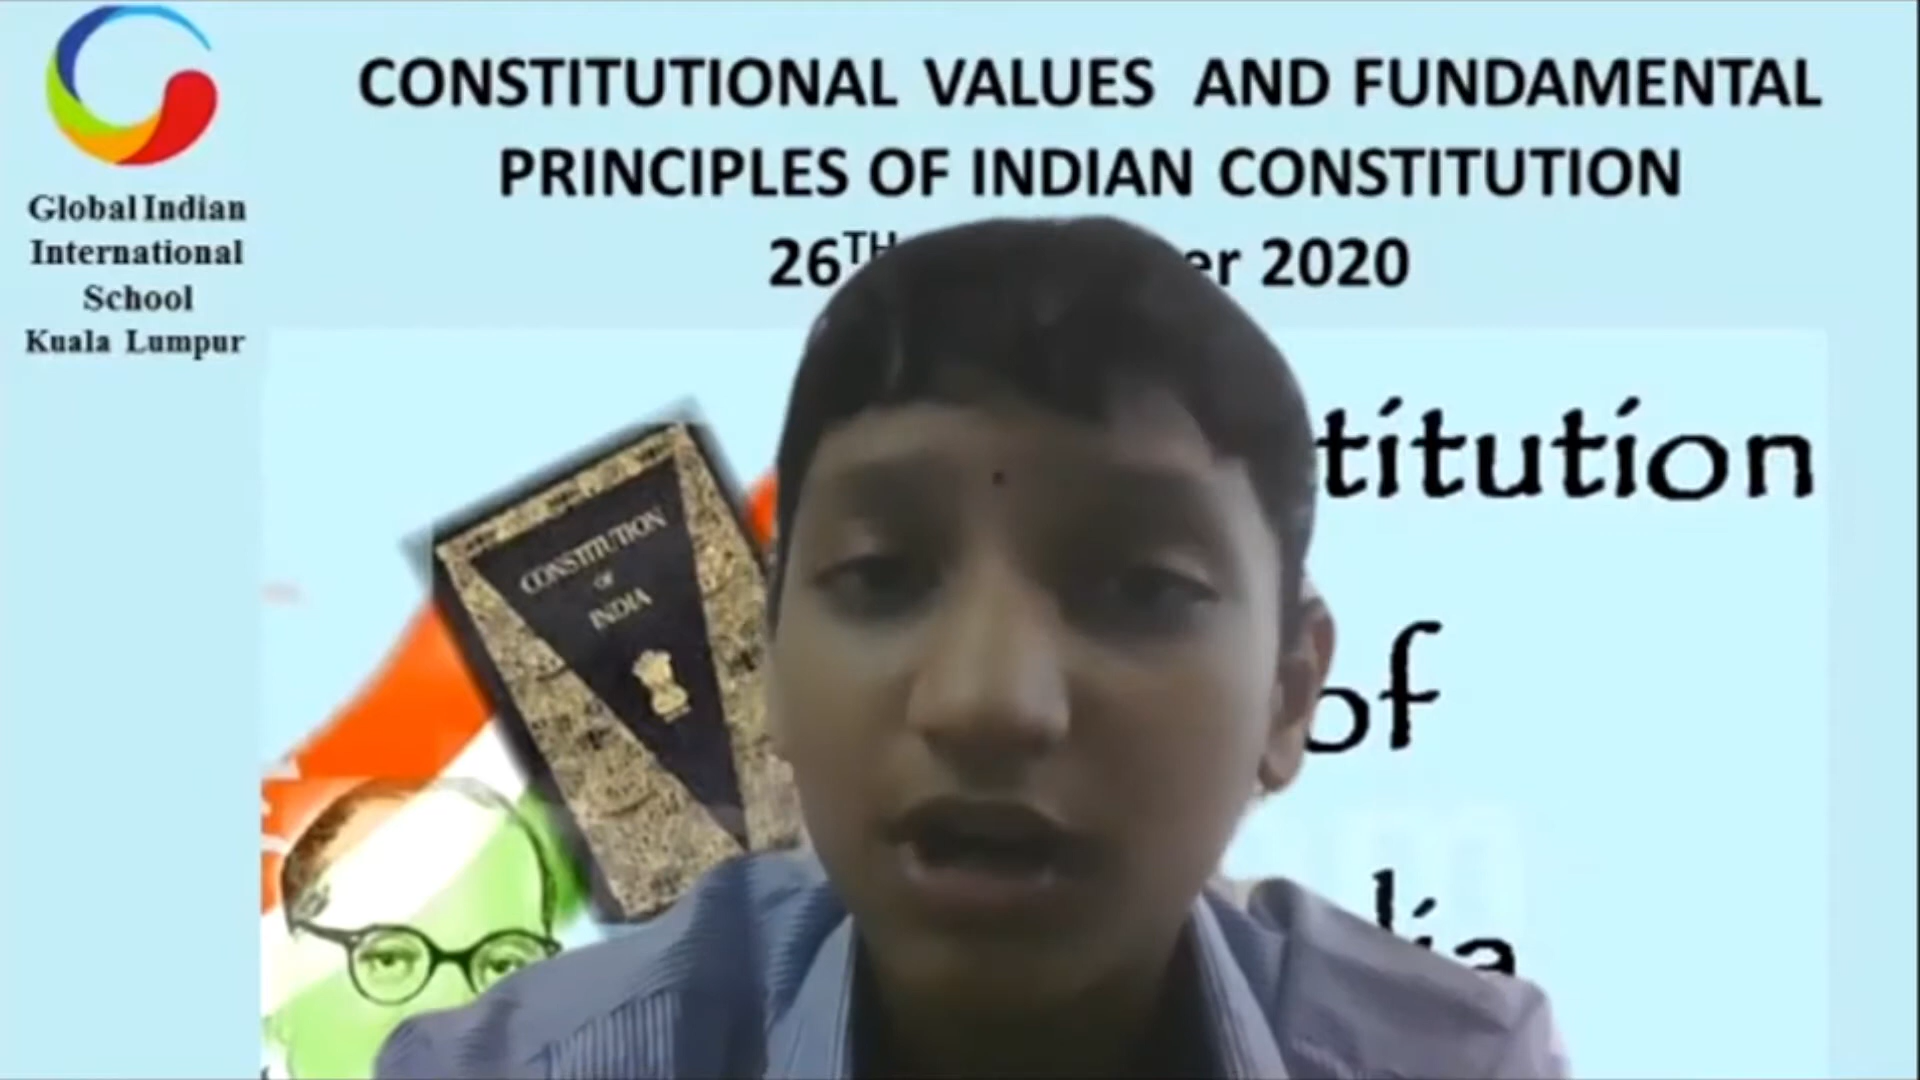 Global Indian
International
School
Kuala Lumpur
CONSTITUTIONAL VALUES AND FUNDAMENTAL
PRINCIPLES OF INDIAN CONSTITUTION
26TH er 2020
CONSTITUTION
OF
INDIA
titution
of
dia